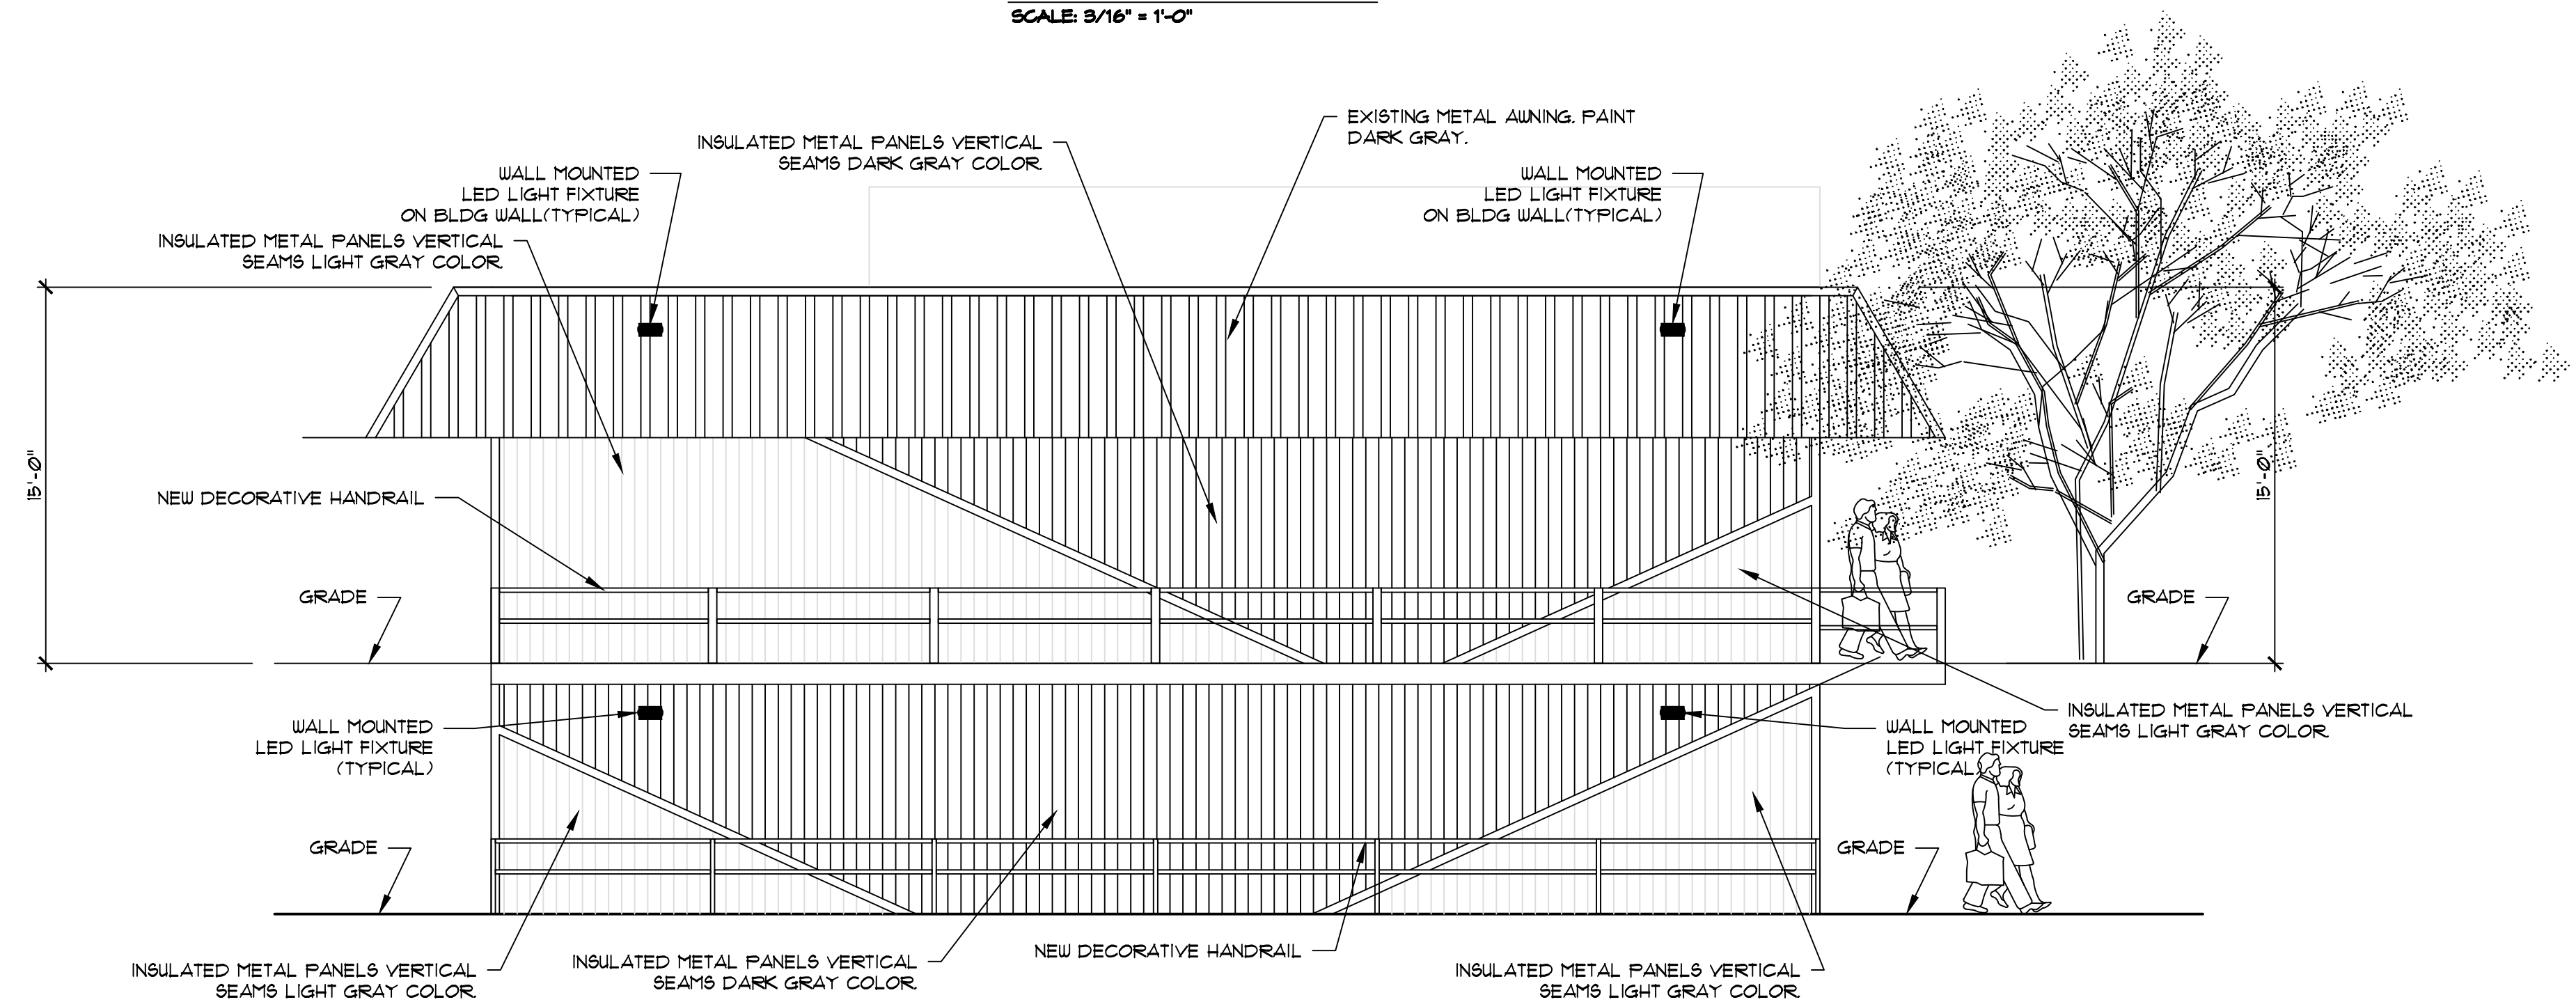 SCALE: 3/16" = 1'-0"
EXISTING METAL AWNING. PAINT
DARK GRAY.
INSULATED METAL PANELS VERTICAL
SEAMS DARK GRAY COLOR.
WALL MOUNTED
LED LIGHT FIXTURE
ON BLDG WALL(TYPICAL)
WALL MOUNTED
LED LIGHT FIXTURE
ON BLDG WALL(TYPICAL)
INSULATED METAL PANELS VERTICAL
SEAMS LIGHT GRAY COLOR.
15'-0"
15'-0"
NEW DECORATIVE HANDRAIL
GRADE
GRADE
INSULATED METAL PANELS VERTICAL
SEAMS LIGHT GRAY COLOR.
WALL MOUNTED
LED LIGHT FIXTURE
(TYPICAL)
WALL MOUNTED
LED LIGHT FIXTURE
(TYPICAL)
GRADE
GRADE
NEW DECORATIVE HANDRAIL
INSULATED METAL PANELS VERTICAL
SEAMS LIGHT GRAY COLOR.
INSULATED METAL PANELS VERTICAL
SEAMS DARK GRAY COLOR.
INSULATED METAL PANELS VERTICAL
SEAMS LIGHT GRAY COLOR.